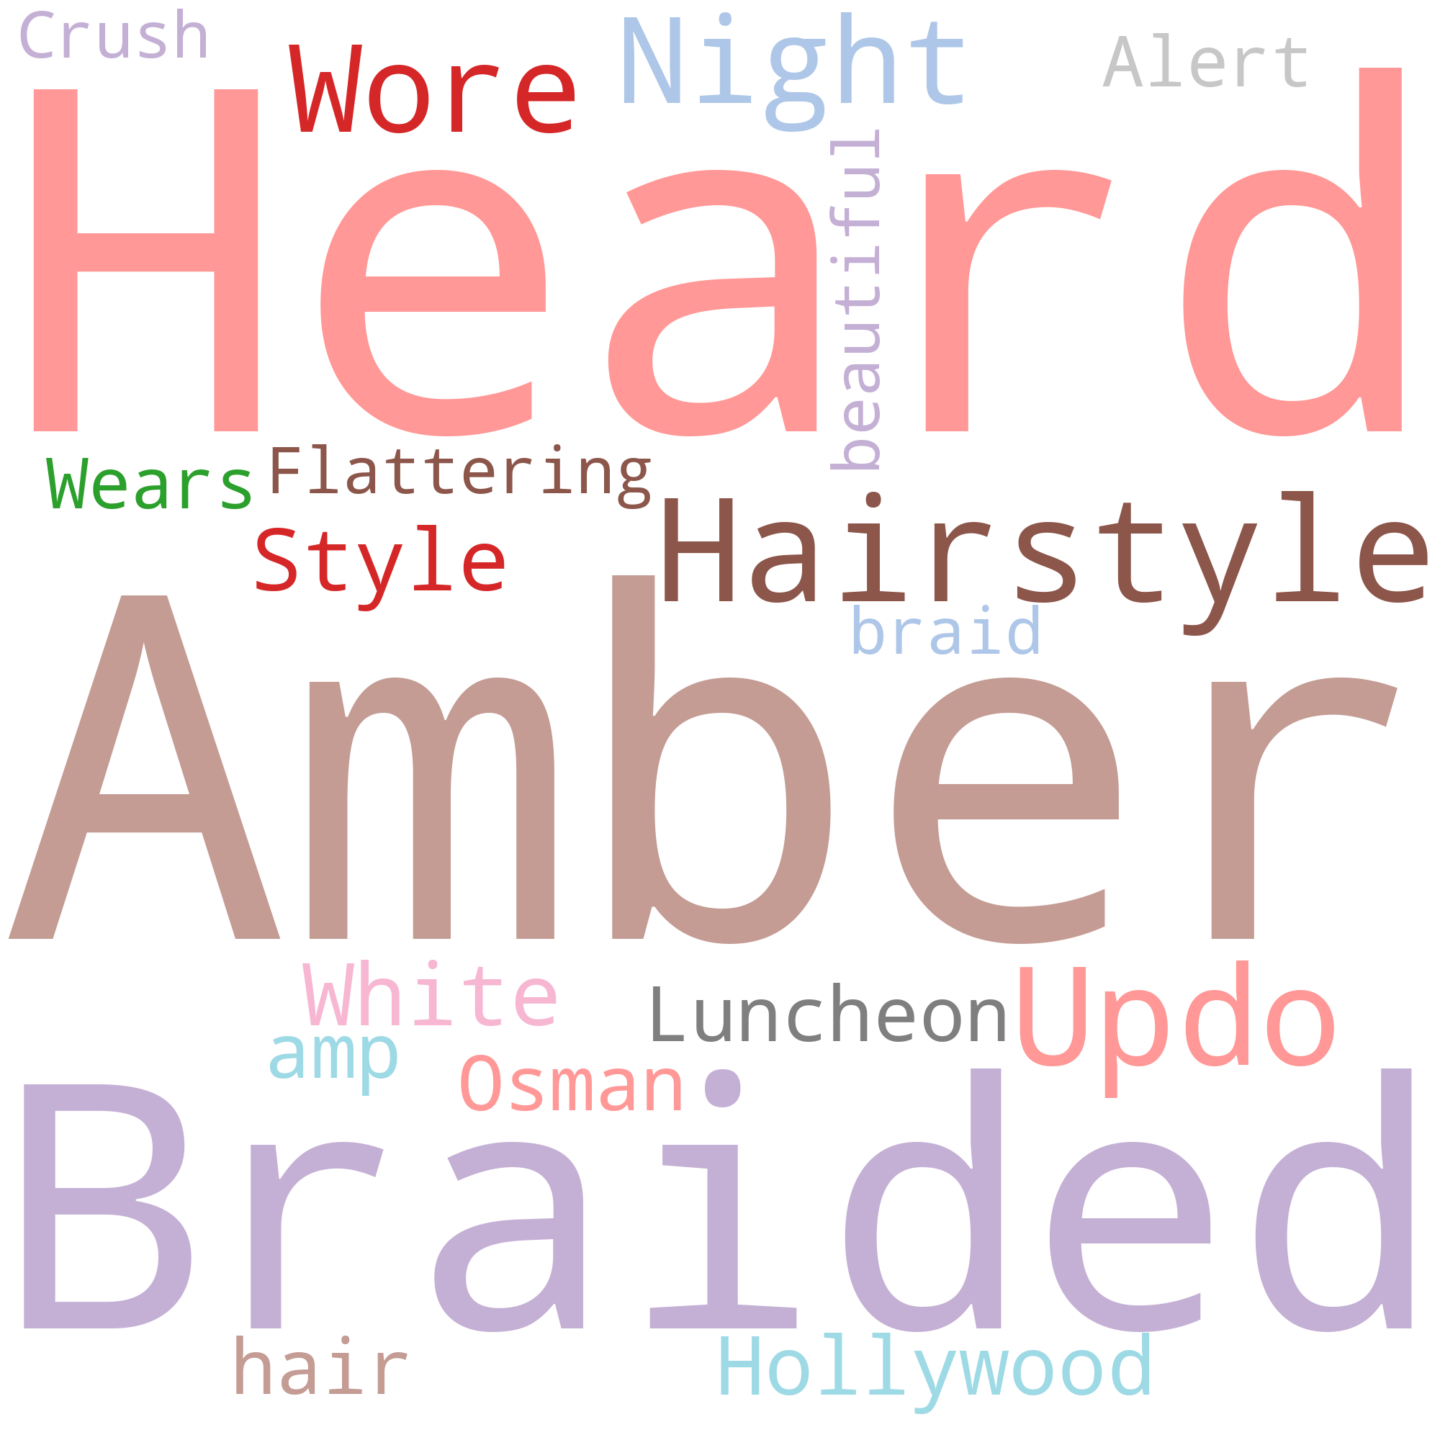 Crush
Wore
Night
Alert
Heard
beautiful
Wears
Flattering
Style
Hairstyle
braid
Amber
White
Luncheon
Updo
amp
Osman
Braided
hair
Hollywood